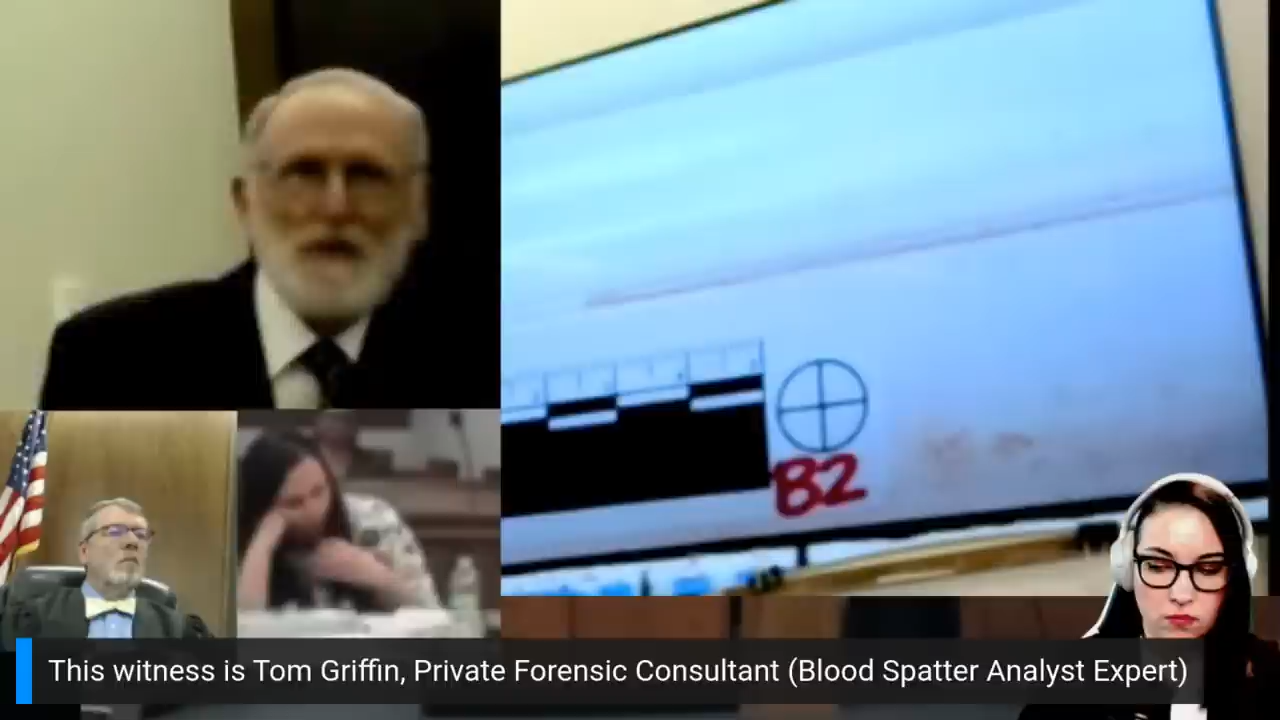 B2
This witness is Tom Griffin, Private Forensic Consultant (Blood Spatter Analyst Expert)